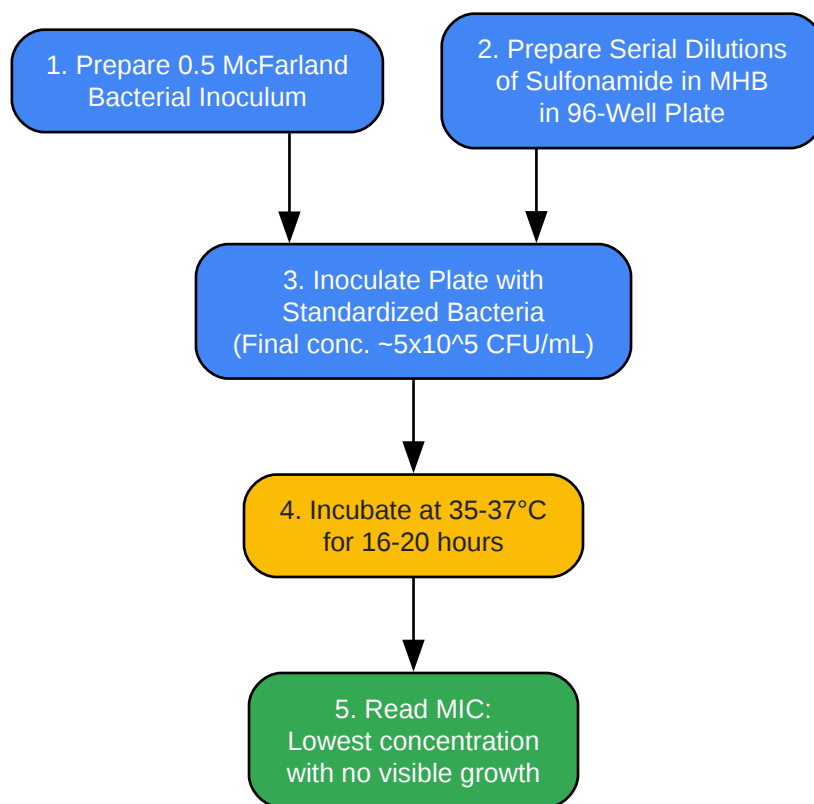 1. Prepare 0.5 McFarland
Bacterial Inoculum
2. Prepare Serial Dilutions
of Sulfonamide in MHB
in 96-Well Plate
3. Inoculate Plate with
Standardized Bacteria
(Final conc. ~5x10^5 CFU/mL)
4. Incubate at 35-37°C
for 16-20 hours
5. Read MIC:
Lowest concentration
with no visible growth